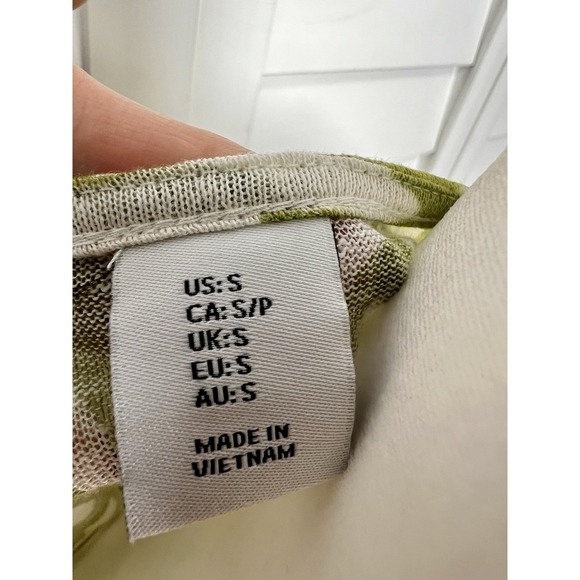 US: S
CA: S/P
UK: S
EU: S
AU: S
MADE IN
VIETNAM